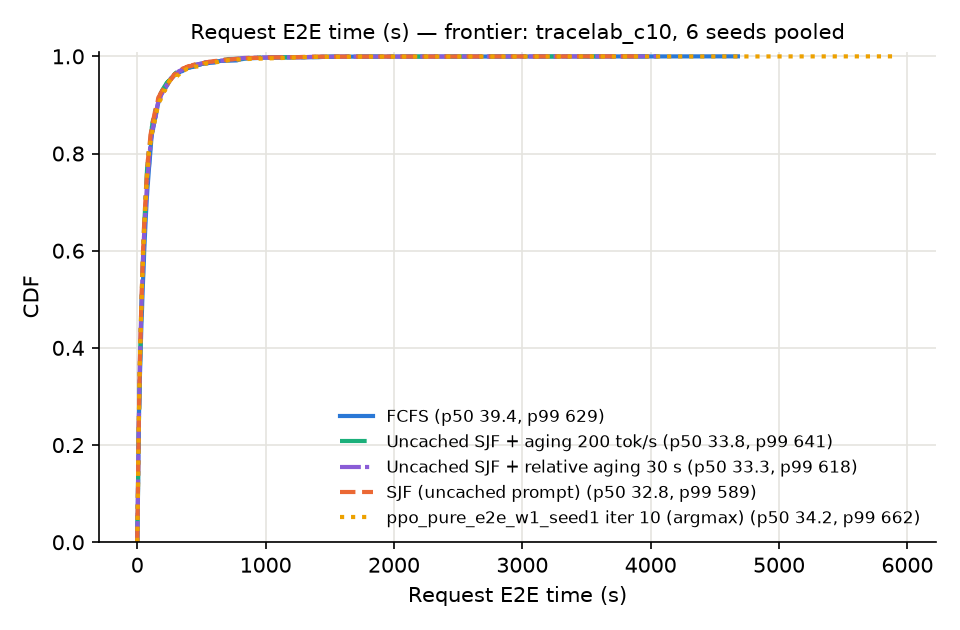 Request E2E time (s) — frontier: tracelab_c10, 6 seeds pooled
1.0
0.8
0.6
0.4
0.2
0.0
CDF
FCFS (p50 39.4, p99 629)
Uncached SJF + aging 200 tok/s (p50 33.8, p99 641)
Uncached SJF + relative aging 30 s (p50 33.3, p99 618)
SJF (uncached prompt) (p50 32.8, p99 589)
ppo_pure_e2e_w1_seed1 iter 10 (argmax) (p50 34.2, p99 662)
0 1000 2000 3000 4000 5000 6000
Request E2E time (s)